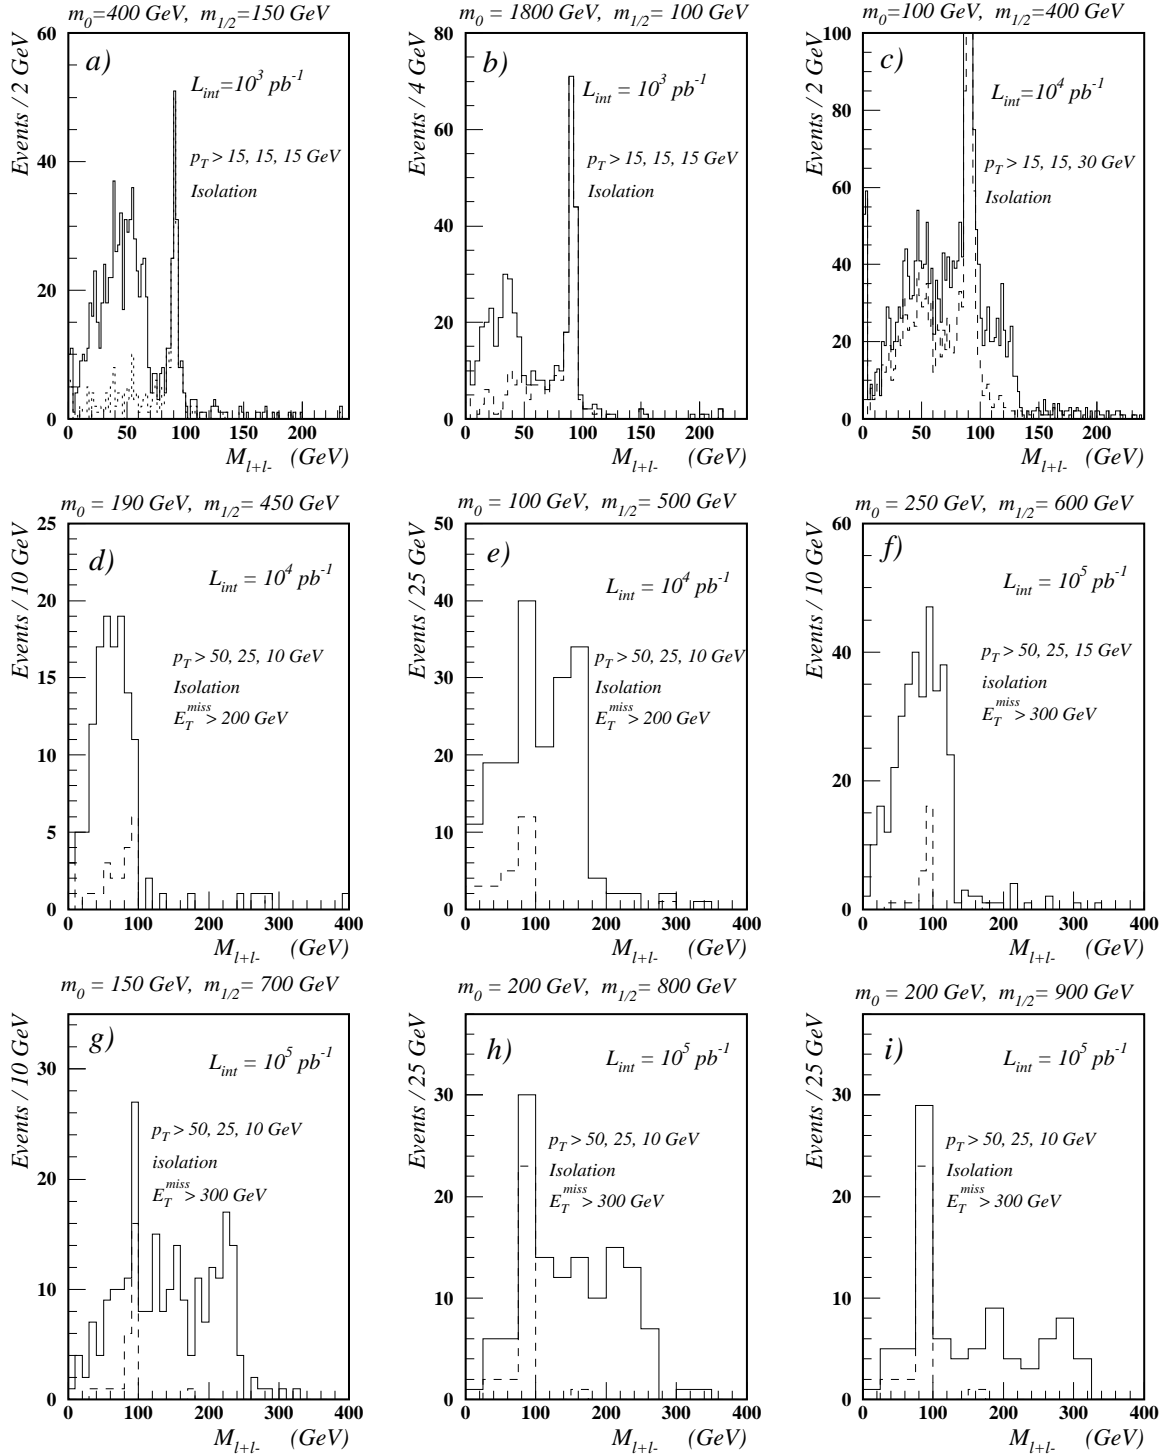 m0=400 GeV, m1/2=150 GeV
Events / 2 GeV
a)
Lint=10^3 pb^-1
pT > 15, 15, 15 GeV
Isolation
60
40
20
0
0 50 100 150 200
Ml+l- (GeV)
m0 = 1800 GeV, m1/2= 100 GeV
Events / 4 GeV
b)
Lint = 10^3 pb^-1
pT > 15, 15, 15 GeV
Isolation
80
60
40
20
0
0 50 100 150 200
Ml+l- (GeV)
m0=100 GeV, m1/2=400 GeV
Events / 2 GeV
c)
Lint=10^4 pb^-1
pT > 15, 15, 30 GeV
Isolation
100
80
60
40
20
0
0 50 100 150 200
Ml+l- (GeV)
m0 = 190 GeV, m1/2= 450 GeV
Events / 10 GeV
d)
Lint = 10^4 pb^-1
pT > 50, 25, 10 GeV
Isolation
ET^miss > 200 GeV
25
20
15
10
5
0
0 100 200 300 400
Ml+l- (GeV)
m0 = 100 GeV, m1/2= 500 GeV
Events / 25 GeV
e)
Lint = 10^4 pb^-1
pT > 50, 25, 10 GeV
Isolation
ET^miss > 200 GeV
50
40
30
20
10
0
0 100 200 300 400
Ml+l- (GeV)
m0 = 250 GeV, m1/2= 600 GeV
Events / 10 GeV
f)
Lint = 10^5 pb^-1
pT > 50, 25, 15 GeV
isolation
ET^miss > 300 GeV
60
40
20
0
0 100 200 300 400
Ml+l- (GeV)
m0 = 150 GeV, m1/2= 700 GeV
Events / 10 GeV
g)
Lint = 10^5 pb^-1
pT > 50, 25, 10 GeV
isolation
ET^miss > 300 GeV
30
20
10
0
0 100 200 300 400
Ml+l- (GeV)
m0 = 200 GeV, m1/2= 800 GeV
Events / 25 GeV
h)
Lint = 10^5 pb^-1
pT > 50, 25, 10 GeV
Isolation
ET^miss > 300 GeV
30
20
10
0
0 100 200 300 400
Ml+l- (GeV)
m0 = 200 GeV, m1/2= 900 GeV
Events / 25 GeV
i)
Lint = 10^5 pb^-1
pT > 50, 25, 10 GeV
Isolation
ET^miss > 300 GeV
30
20
10
0
0 100 200 300 400
Ml+l- (GeV)